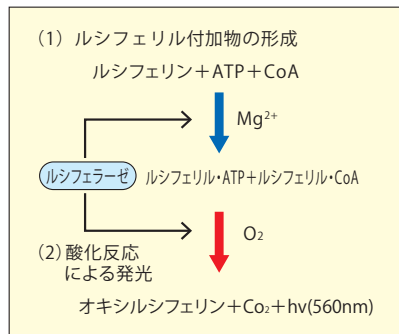 (1) ルシフェリル付加物の形成
ルシフェリン＋ATP＋CoA
Mg²⁺
ルシフェラーゼ
ルシフェリル・ATP＋ルシフェリル・CoA
O₂
(2) 酸化反応
による発光
オキシルシフェリン＋Co₂＋hv(560nm)